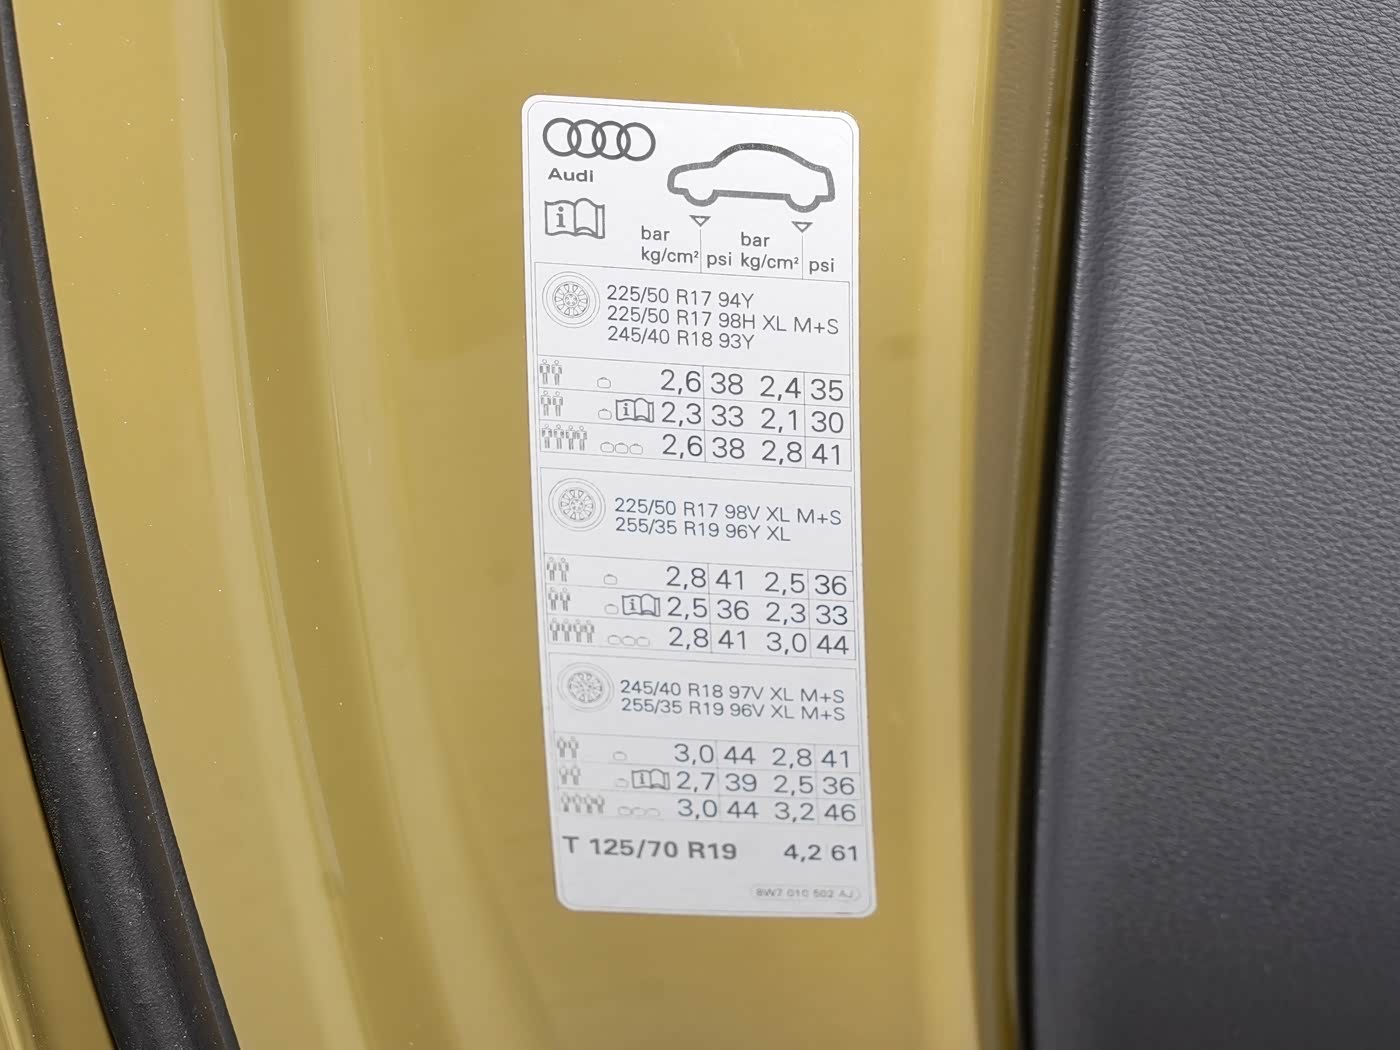 Audi
i
bar bar
kg/cm² psi kg/cm² psi
225/50 R17 94Y
225/50 R17 98H XL M+S
245/40 R18 93Y
2,6 38 2,4 35
i 2,3 33 2,1 30
2,6 38 2,8 41
225/50 R17 98V XL M+S
255/35 R19 96Y XL
2,8 41 2,5 36
i 2,5 36 2,3 33
2,8 41 3,0 44
245/40 R18 97V XL M+S
255/35 R19 96V XL M+S
3,0 44 2,8 41
i 2,7 39 2,5 36
3,0 44 3,2 46
T 125/70 R19 4,2 61
8W7 010 502 AJ